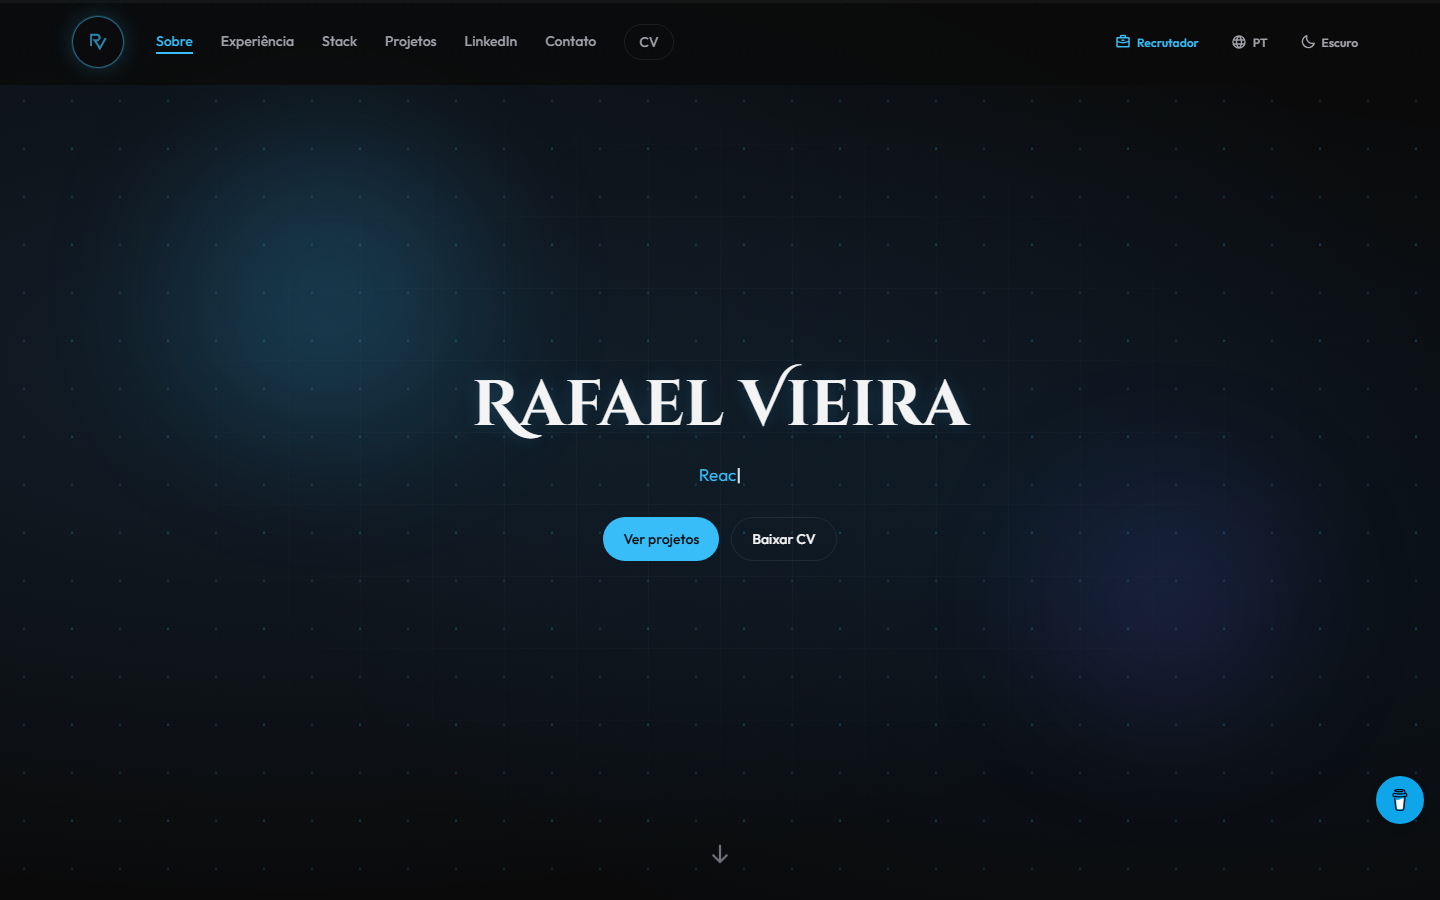 RV
Sobre Experiência Stack Projetos LinkedIn Contato CV Recrutador PT Escuro
RAFAEL VIEIRA
Reac
Ver projetos Baixar CV